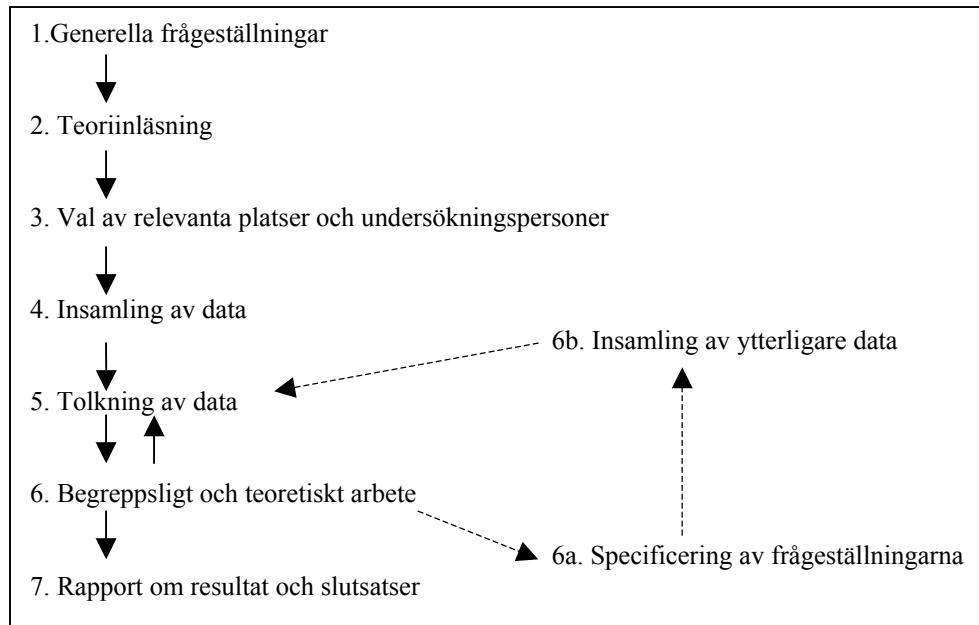 1.Generella frågeställningar
2. Teoriinläsning
3. Val av relevanta platser och undersökningspersoner
4. Insamling av data
6b. Insamling av ytterligare data
5. Tolkning av data
6. Begreppsligt och teoretiskt arbete
6a. Specificering av frågeställningarna
7. Rapport om resultat och slutsatser